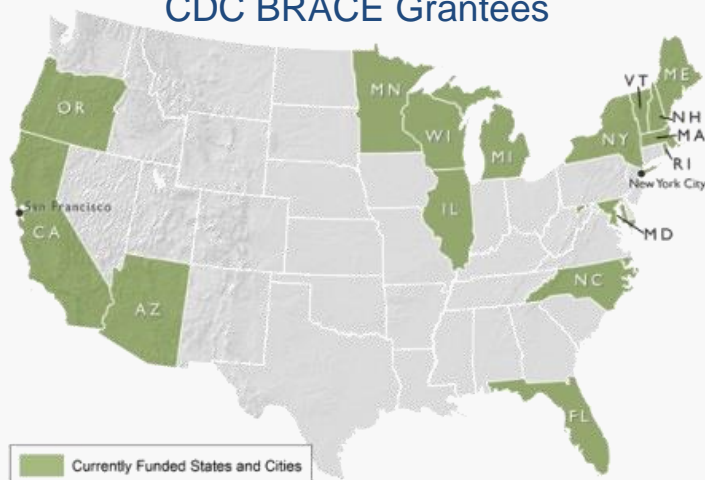 CDC BRACE Grantees
OR
MN
WI
MI
VT
ME
NH
MA
NY
RI
New York City
San Francisco
CA
IL
MD
AZ
NC
FL
Currently Funded States and Cities